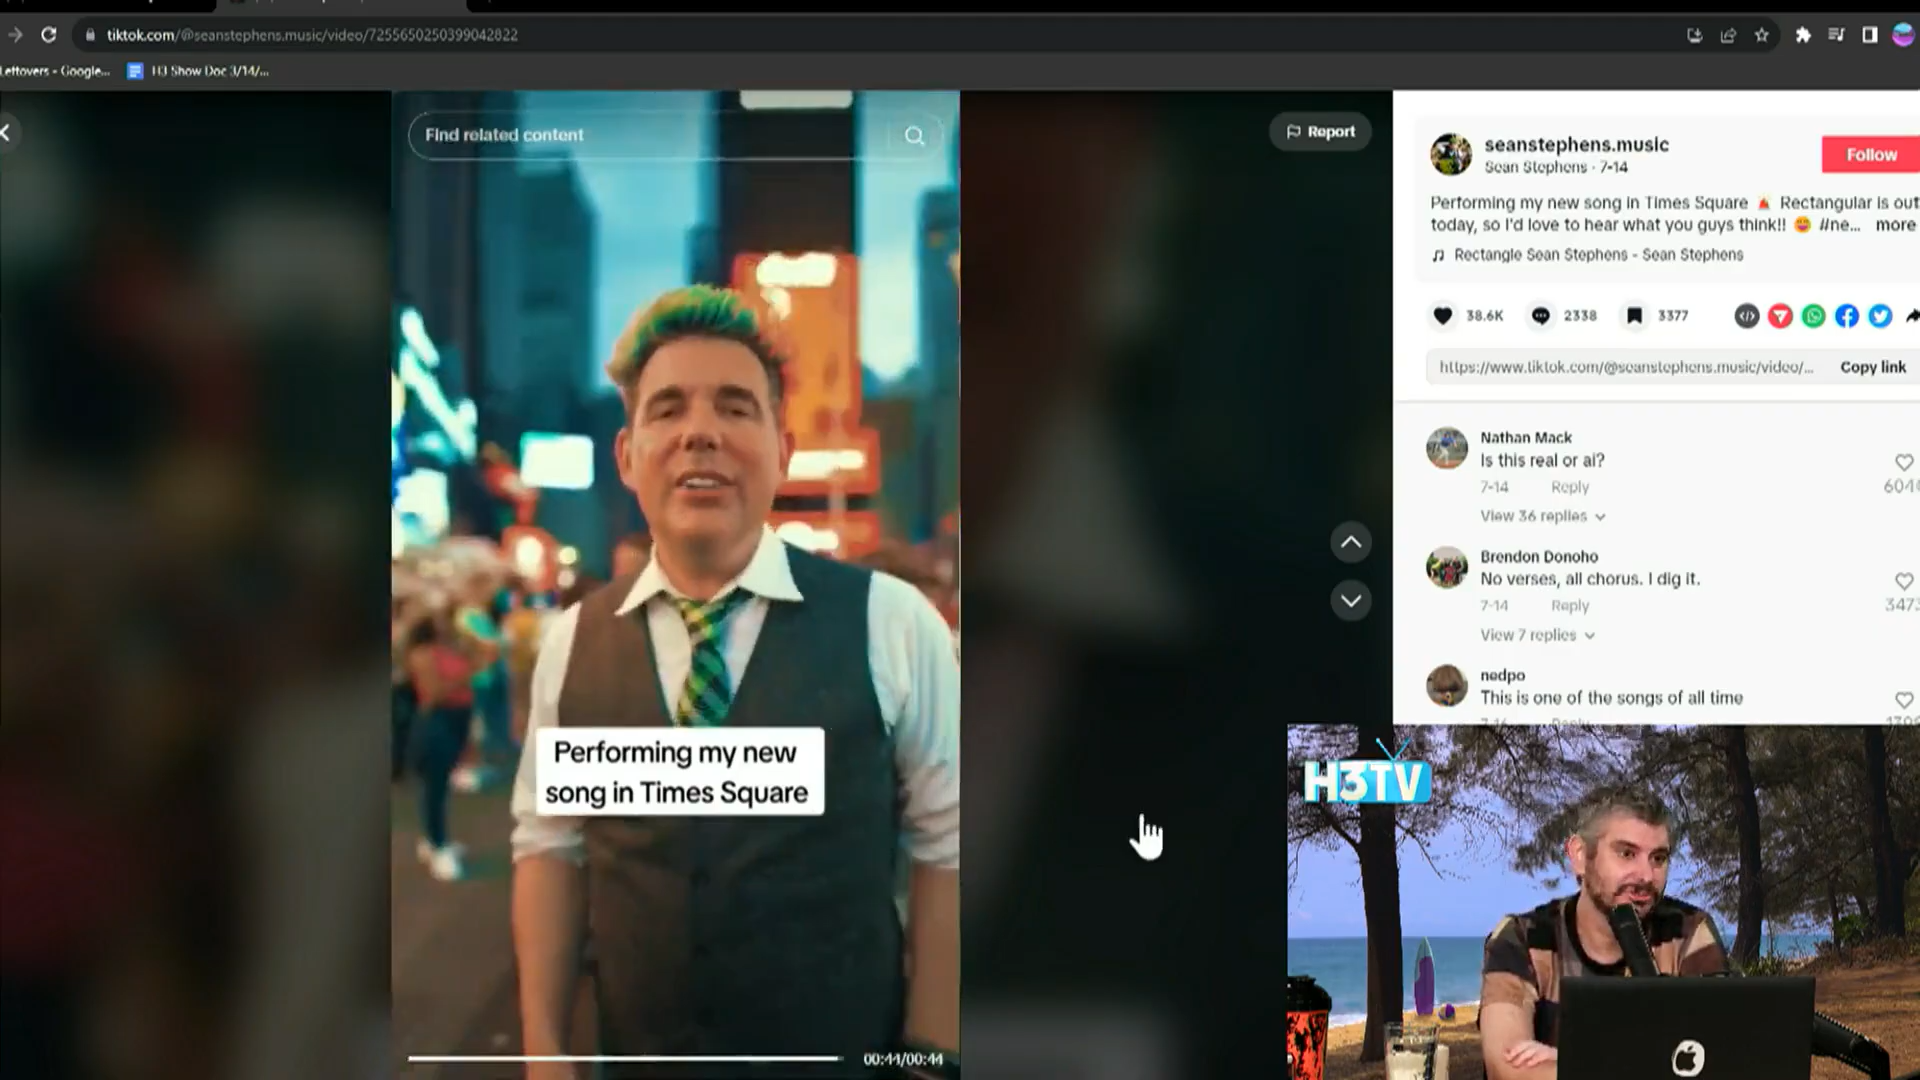 tiktok.com/@seanstephens.music/video/7255650250399042822
Leftovers - Google...
H3 Show Doc 3/14/...
Find related content
Report
seanstephens.music
Sean Stephens · 7-14
Follow
Performing my new song in Times Square 🚨 Rectangular is out
today, so I'd love to hear what you guys think!! 😄 #ne... more
Rectangle Sean Stephens - Sean Stephens
38.6K
2338
3377
https://www.tiktok.com/@seanstephens.music/video/...
Copy link
Nathan Mack
Is this real or ai?
7-14 Reply
View 36 replies
Brendon Donoho
No verses, all chorus. I dig it.
7-14 Reply
3473
View 7 replies
nedpo
This is one of the songs of all time
Performing my new
song in Times Square
H3TV
00:44/00:44